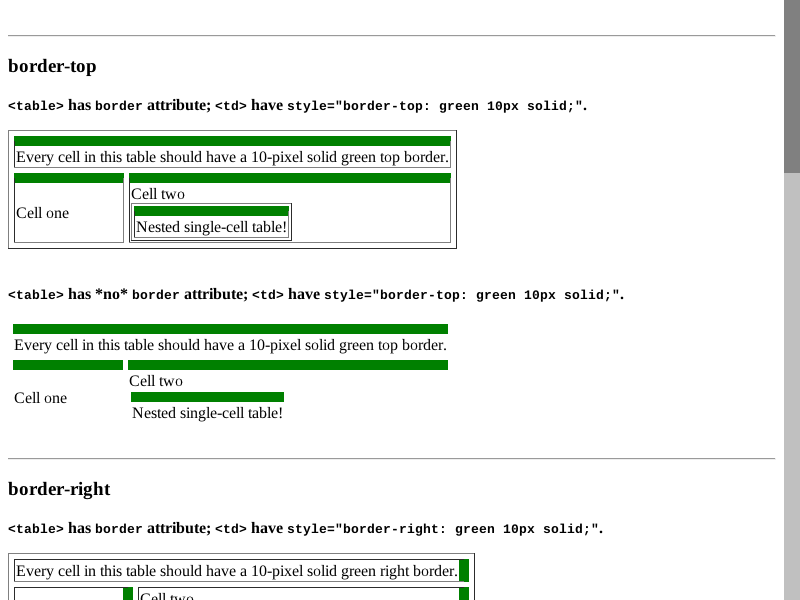 border-top
<table> has border attribute; <td> have style="border-top: green 10px solid;".
Every cell in this table should have a 10-pixel solid green top border.
Cell two
Cell one
Nested single-cell table!
<table> has *no* border attribute; <td> have style="border-top: green 10px solid;".
Every cell in this table should have a 10-pixel solid green top border.
Cell two
Cell one
Nested single-cell table!
border-right
<table> has border attribute; <td> have style="border-right: green 10px solid;".
Every cell in this table should have a 10-pixel solid green right border.
Cell two